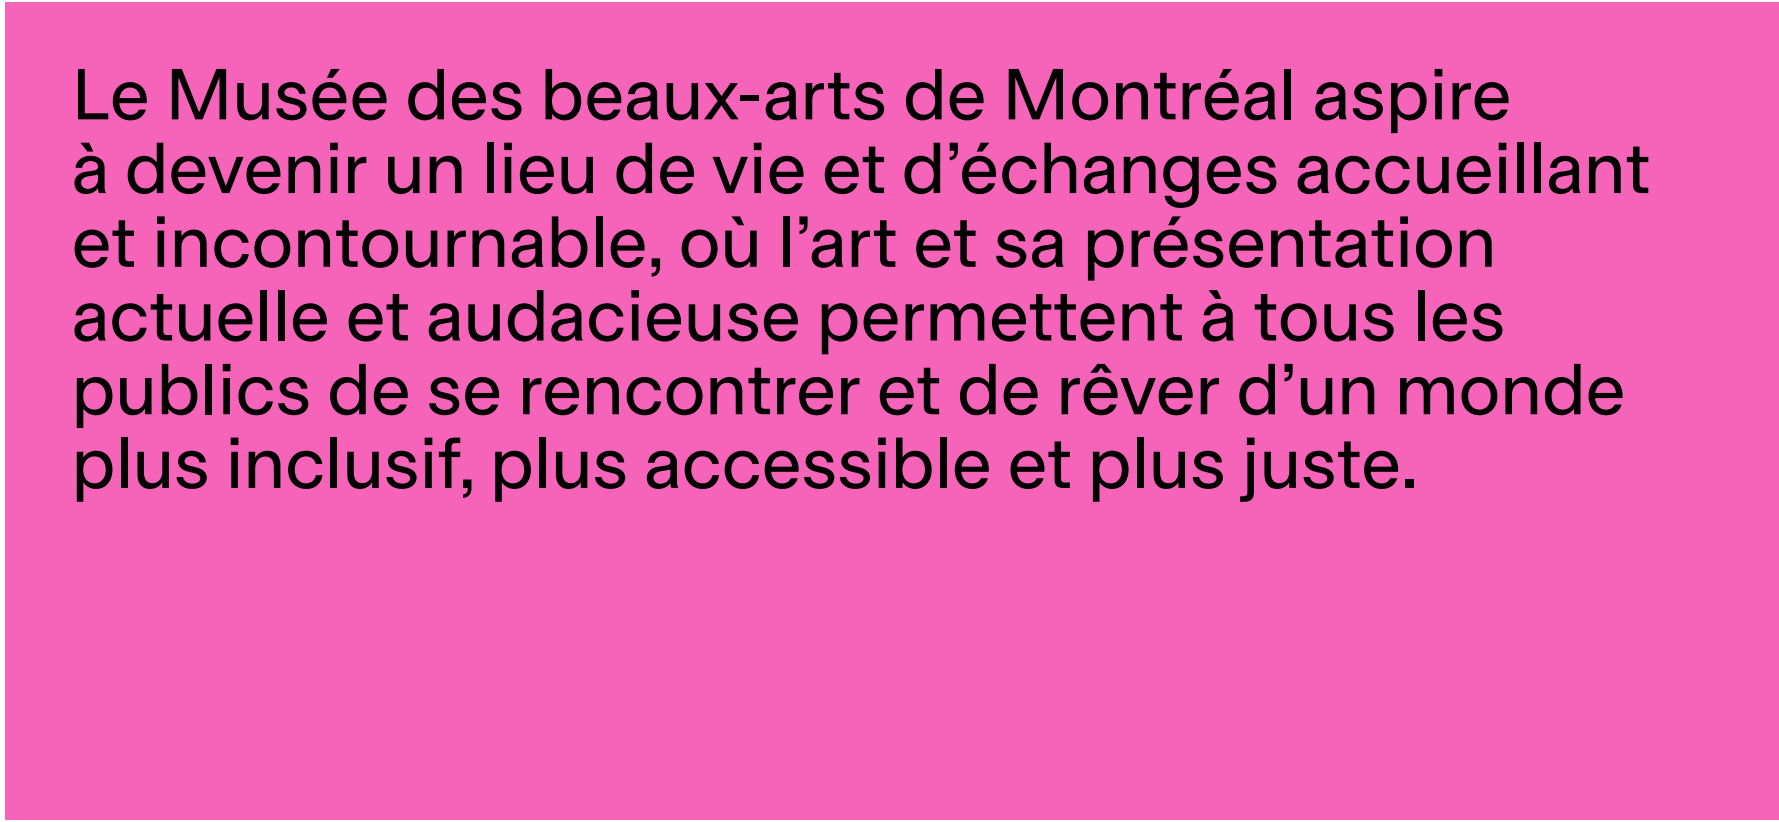 Le Musée des beaux-arts de Montréal aspire
à devenir un lieu de vie et d’échanges accueillant
et incontournable, où l’art et sa présentation
actuelle et audacieuse permettent à tous les
publics de se rencontrer et de rêver d’un monde
plus inclusif, plus accessible et plus juste.